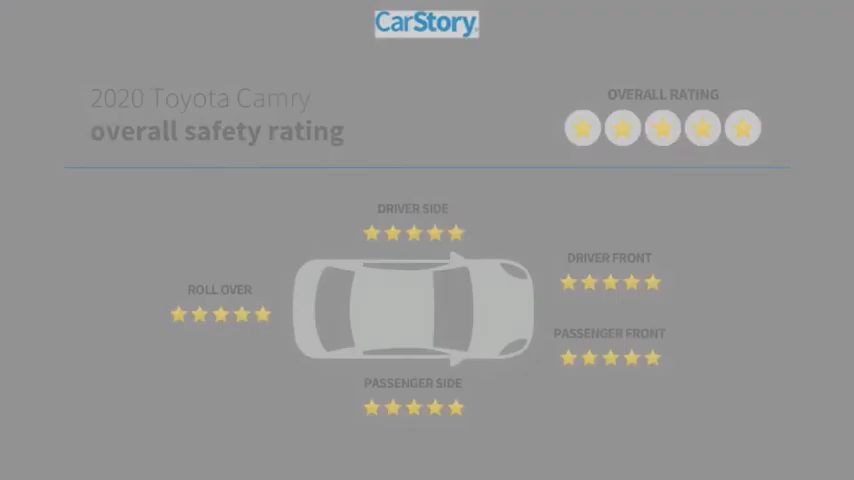 CarStory
2020 Toyota Camry
overall safety rating
OVERALL RATING
DRIVER SIDE
DRIVER FRONT
ROLL OVER
PASSENGER FRONT
PASSENGER SIDE